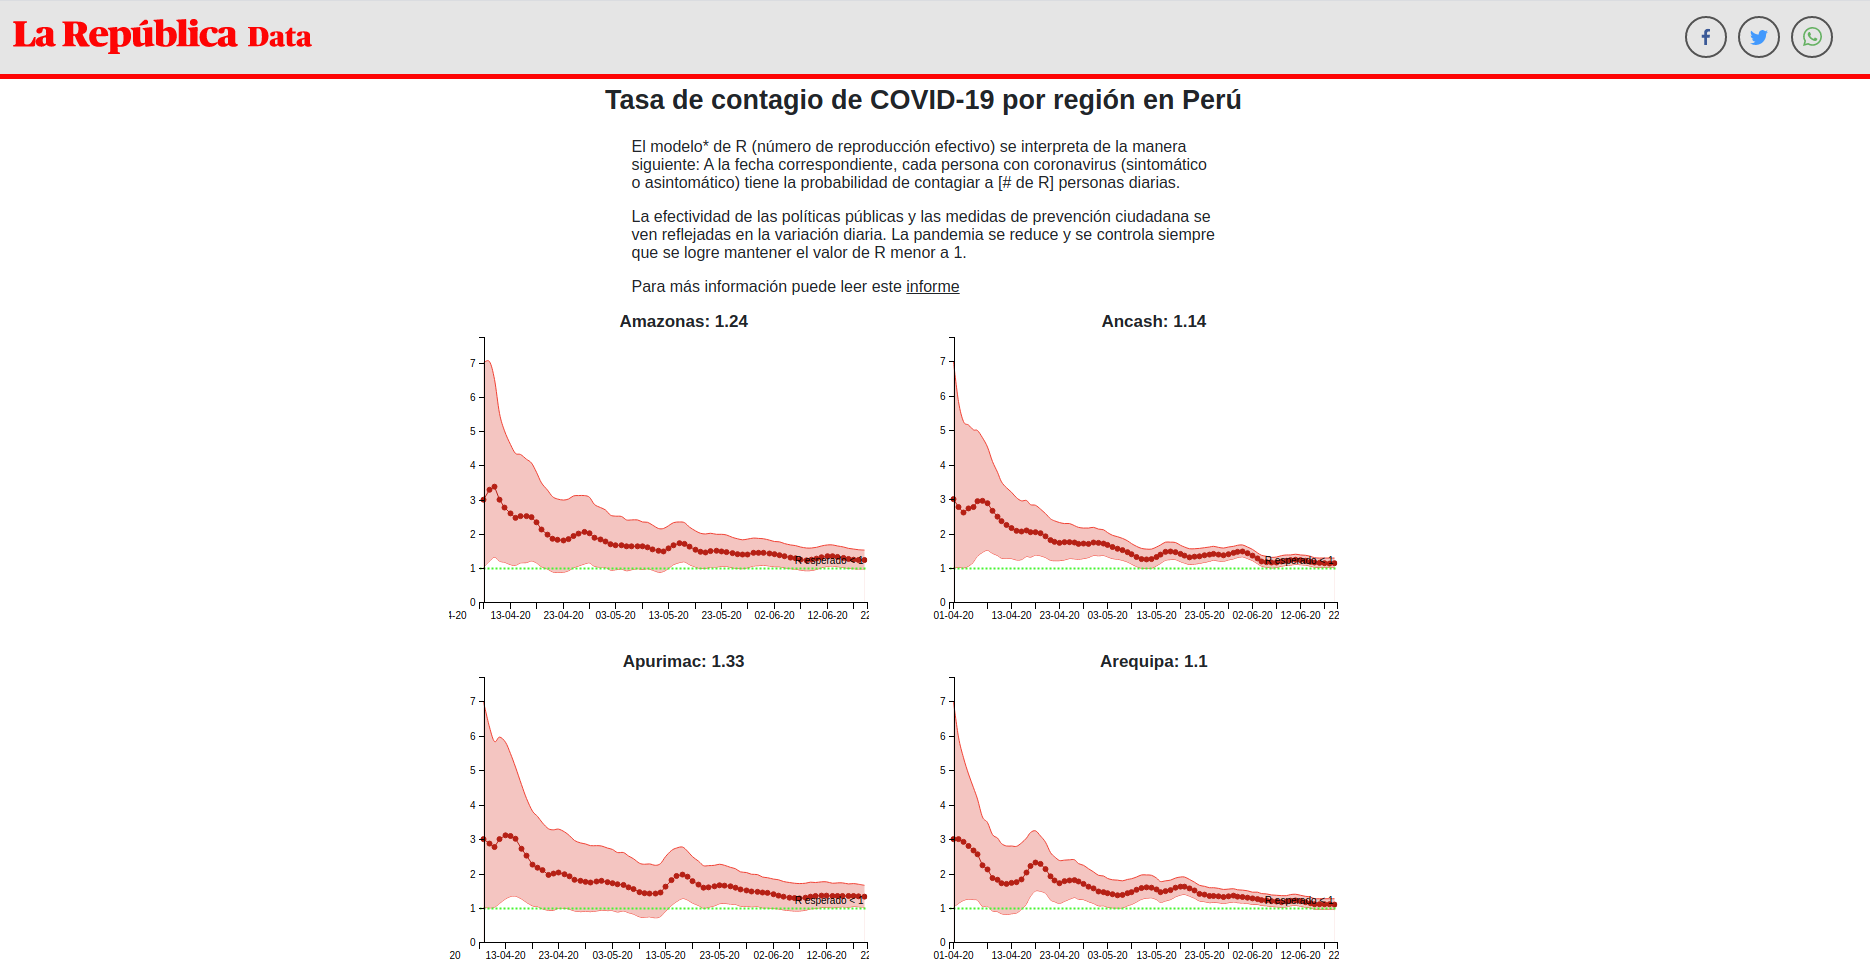 La República Data
Tasa de contagio de COVID-19 por región en Perú
El modelo* de R (número de reproducción efectivo) se interpreta de la manera
siguiente: A la fecha correspondiente, cada persona con coronavirus (sintomático
o asintomático) tiene la probabilidad de contagiar a [# de R] personas diarias.
La efectividad de las políticas públicas y las medidas de prevención ciudadana se
ven reflejadas en la variación diaria. La pandemia se reduce y se controla siempre
que se logre mantener el valor de R menor a 1.
Para más información puede leer este informe
Amazonas: 1.24
7
6
5
4
3
2
1
0
R esperado < 1
4-20 13-04-20 23-04-20 03-05-20 13-05-20 23-05-20 02-06-20 12-06-20 22
Ancash: 1.14
7
6
5
4
3
2
1
0
R esperado < 1
01-04-20 13-04-20 23-04-20 03-05-20 13-05-20 23-05-20 02-06-20 12-06-20 22
Apurimac: 1.33
7
6
5
4
3
2
1
0
R esperado < 1
20 13-04-20 23-04-20 03-05-20 13-05-20 23-05-20 02-06-20 12-06-20 22
Arequipa: 1.1
7
6
5
4
3
2
1
0
R esperado < 1
01-04-20 13-04-20 23-04-20 03-05-20 13-05-20 23-05-20 02-06-20 12-06-20 22